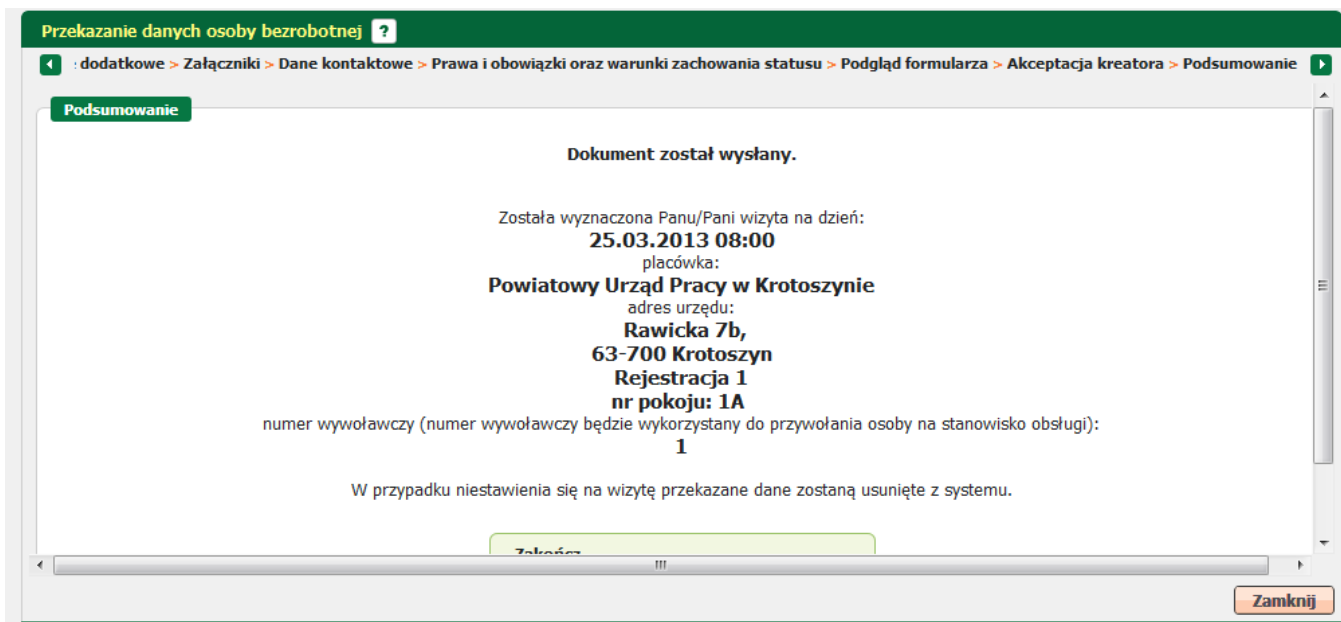 Przekazanie danych osoby bezrobotnej ?
: dodatkowe > Załączniki > Dane kontaktowe > Prawa i obowiązki oraz warunki zachowania statusu > Podgląd formularza > Akceptacja kreatora > Podsumowanie
Podsumowanie
Dokument został wysłany.
Została wyznaczona Panu/Pani wizyta na dzień:
25.03.2013 08:00
placówka:
Powiatowy Urząd Pracy w Krotoszynie
adres urzędu:
Rawicka 7b,
63-700 Krotoszyn
Rejestracja 1
nr pokoju: 1A
numer wywoławczy (numer wywoławczy będzie wykorzystany do przywołania osoby na stanowisko obsługi):
1
W przypadku niestawienia się na wizytę przekazane dane zostaną usunięte z systemu.
Zakończ
Zamknij